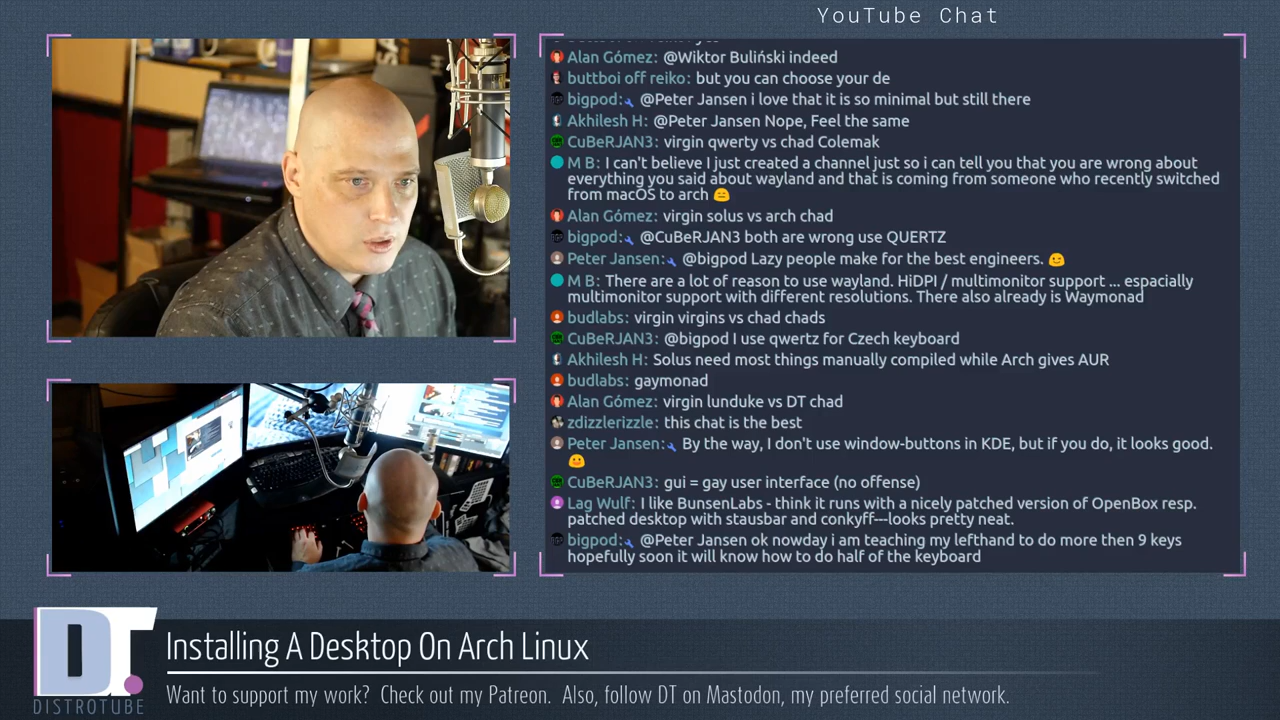 YouTube Chat
Alan Gómez: @Wiktor Buliński indeed
buttboi off reiko: but you can choose your de
bigpod: @Peter Jansen i love that it is so minimal but still there
Akhilesh H: @Peter Jansen Nope, Feel the same
CuBeRJAN3: virgin qwerty vs chad Colemak
M B: I can't believe I just created a channel just so i can tell you that you are wrong about
everything you said about wayland and that is coming from someone who recently switched
from macOS to arch 😑
Alan Gómez: virgin solus vs arch chad
bigpod: @CuBeRJAN3 both are wrong use QUERTZ
Peter Jansen: @bigpod Lazy people make for the best engineers. 😉
M B: There are a lot of reason to use wayland. HiDPI / multimonitor support ... espacially
multimonitor support with different resolutions. There also already is Waymonad
budlabs: virgin virgins vs chad chads
CuBeRJAN3: @bigpod I use qwertz for Czech keyboard
Akhilesh H: Solus need most things manually compiled while Arch gives AUR
budlabs: gaymonad
Alan Gómez: virgin lunduke vs DT chad
zdizzlerizzle: this chat is the best
Peter Jansen: By the way, I don't use window-buttons in KDE, but if you do, it looks good.
😛
CuBeRJAN3: gui = gay user interface (no offense)
Lag Wulf: I like BunsenLabs - think it runs with a nicely patched version of OpenBox resp.
patched desktop with stausbar and conkyff---looks pretty neat.
bigpod: @Peter Jansen ok nowday i am teaching my lefthand to do more then 9 keys
hopefully soon it will know how to do half of the keyboard
DT
DISTROTUBE
Installing A Desktop On Arch Linux
Want to support my work? Check out my Patreon. Also, follow DT on Mastodon, my preferred social network.